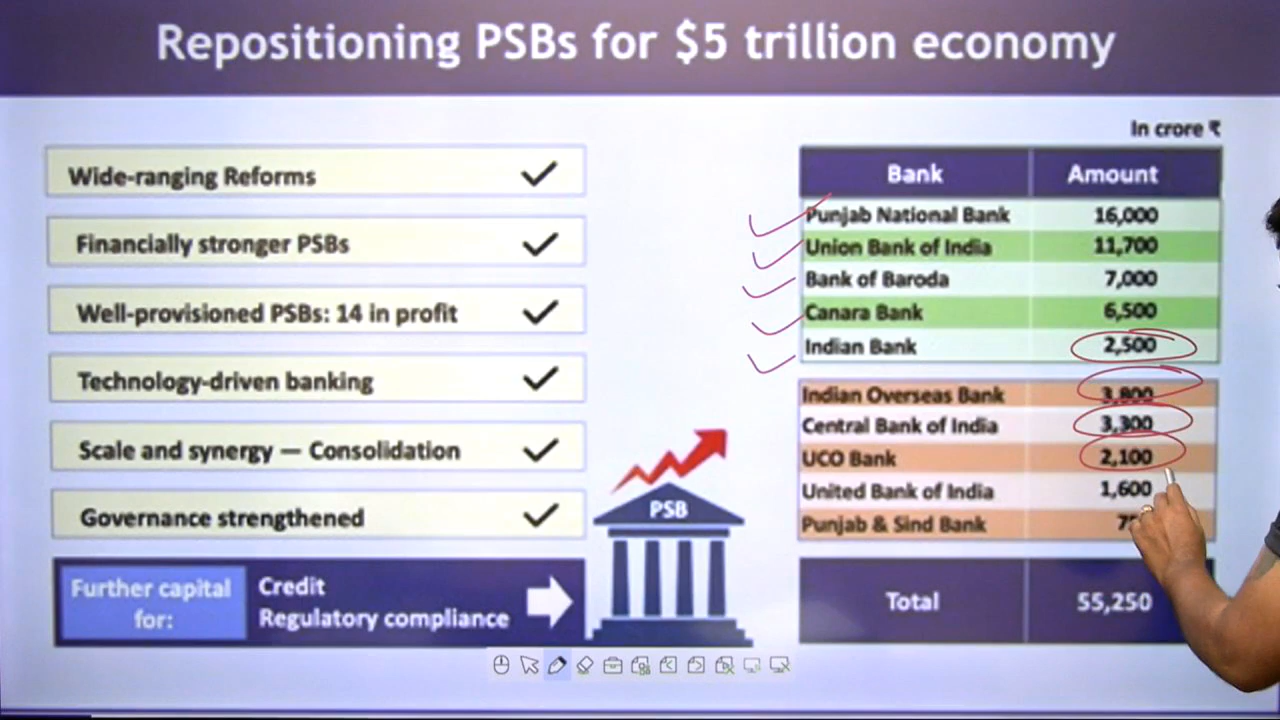 Repositioning PSBs for $5 trillion economy
Wide-ranging Reforms
Financially stronger PSBs
Well-provisioned PSBs: 14 in profit
Technology-driven banking
Scale and synergy — Consolidation
Governance strengthened
Further capital for:
Credit
Regulatory compliance
PSB
In crore ₹
Bank Amount
Punjab National Bank 16,000
Union Bank of India 11,700
Bank of Baroda 7,000
Canara Bank 6,500
Indian Bank 2,500
Indian Overseas Bank 3,800
Central Bank of India 3,300
UCO Bank 2,100
United Bank of India 1,600
Punjab & Sind Bank
Total 55,250